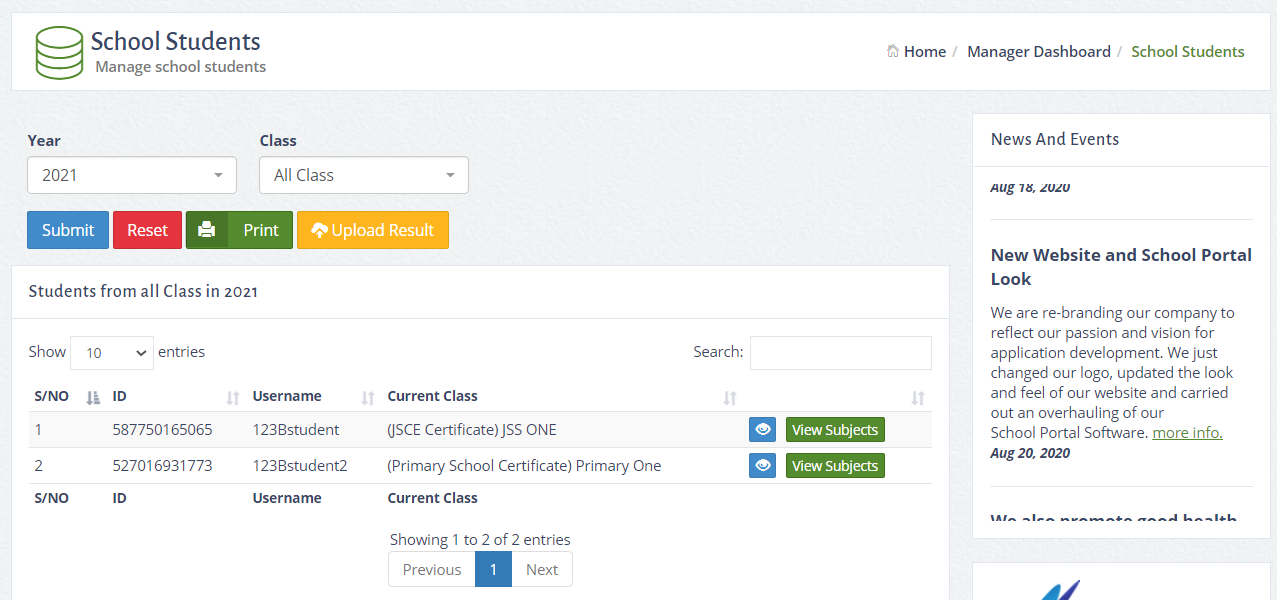 School Students
Manage school students
Home / Manager Dashboard / School Students
Year
Class
2021
All Class
Submit
Reset
Print
Upload Result
Students from all Class in 2021
Show 10 entries
Search:
S/NO ID Username Current Class
1 587750165065 123Bstudent (JSCE Certificate) JSS ONE View Subjects
2 527016931773 123Bstudent2 (Primary School Certificate) Primary One View Subjects
S/NO ID Username Current Class
Showing 1 to 2 of 2 entries
Previous 1 Next
News And Events
Aug 18, 2020
New Website and School Portal
Look
We are re-branding our company to
reflect our passion and vision for
application development. We just
changed our logo, updated the look
and feel of our website and carried
out an overhauling of our
School Portal Software. more info.
Aug 20, 2020
We also promote good health